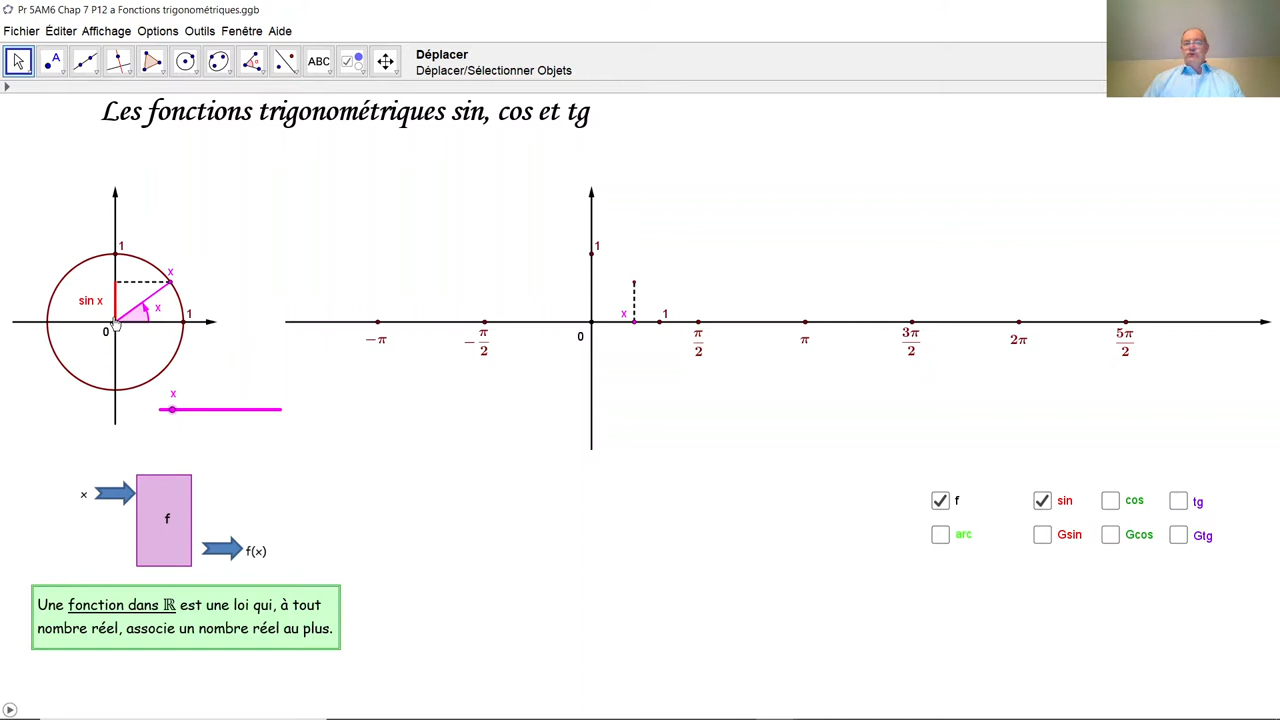 Pr 5AM6 Chap 7 P12 a Fonctions trigonométriques.ggb
Fichier Éditer Affichage Options Outils Fenêtre Aide
A
ABC
Déplacer
Déplacer/Sélectionner Objets
Les fonctions trigonométriques sin, cos et tg
1
x
sin x
x
1
0
x
1
x
1
0
−π
−π/2
π/2
π
3π/2
2π
5π/2
x
f
f(x)
f
sin
cos
tg
arc
Gsin
Gcos
Gtg
Une fonction dans ℝ est une loi qui, à tout
nombre réel, associe un nombre réel au plus.